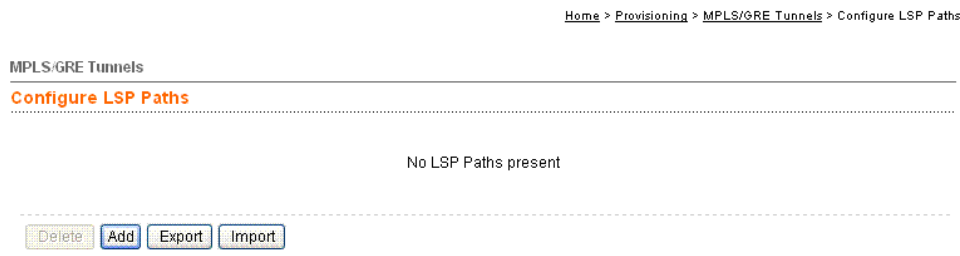 Home > Provisioning > MPLS/GRE Tunnels > Configure LSP Paths
MPLS/GRE Tunnels
Configure LSP Paths
No LSP Paths present
Delete Add Export Import